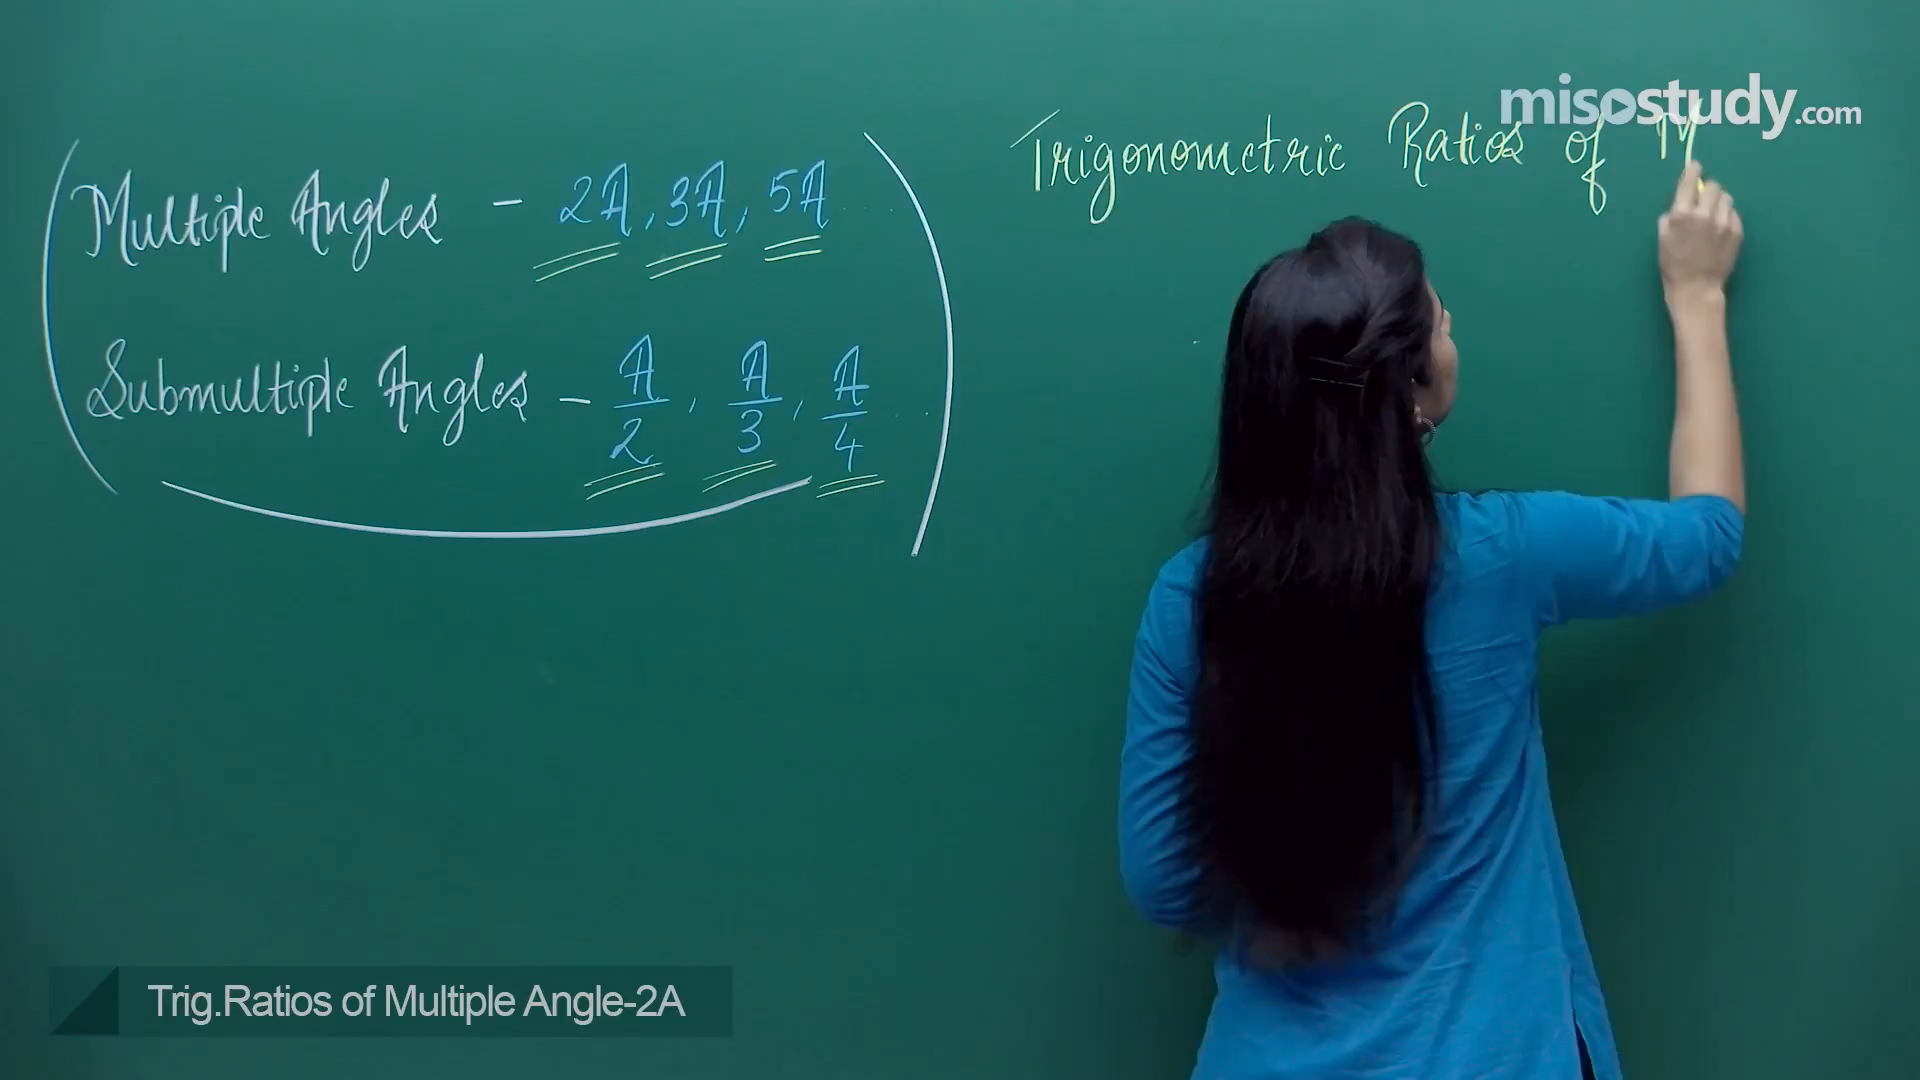 misostudy.com
Trigonometric Ratios of
Multiple Angles - 2A, 3A, 5A ....
Submultiple Angles - A/2, A/3, A/4 ....
Trig.Ratios of Multiple Angle-2A